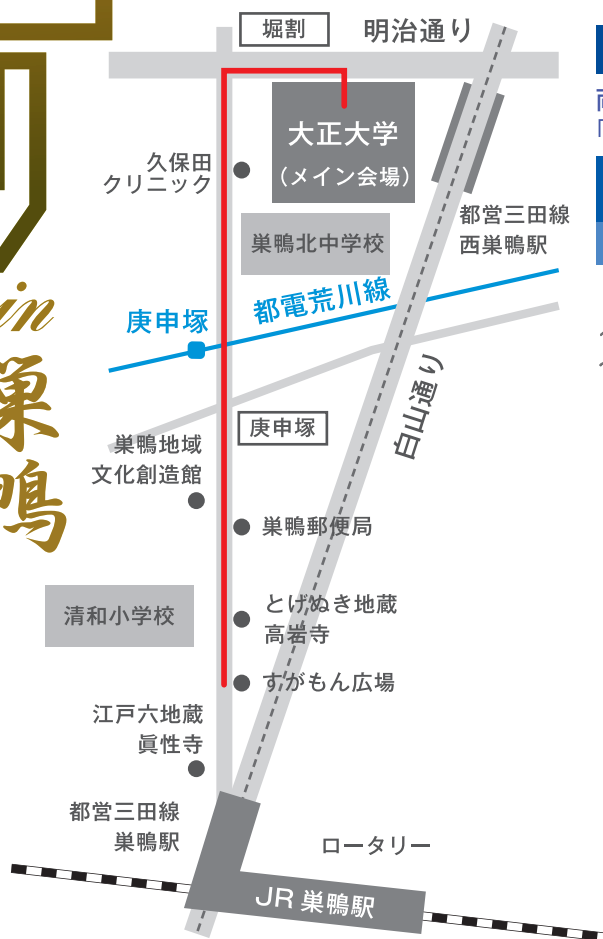 堀割
明治通り
大正大学
（メイン会場）
久保田
クリニック
都営三田線
西巣鴨駅
巣鴨北中学校
都電荒川線
庚申塚
in
巣
鴨
白山通り
庚申塚
巣鴨地域
文化創造館
巣鴨郵便局
とげぬき地蔵
高岩寺
清和小学校
すがもん広場
江戸六地蔵
眞性寺
都営三田線
巣鴨駅
ロータリー
JR 巣鴨駅